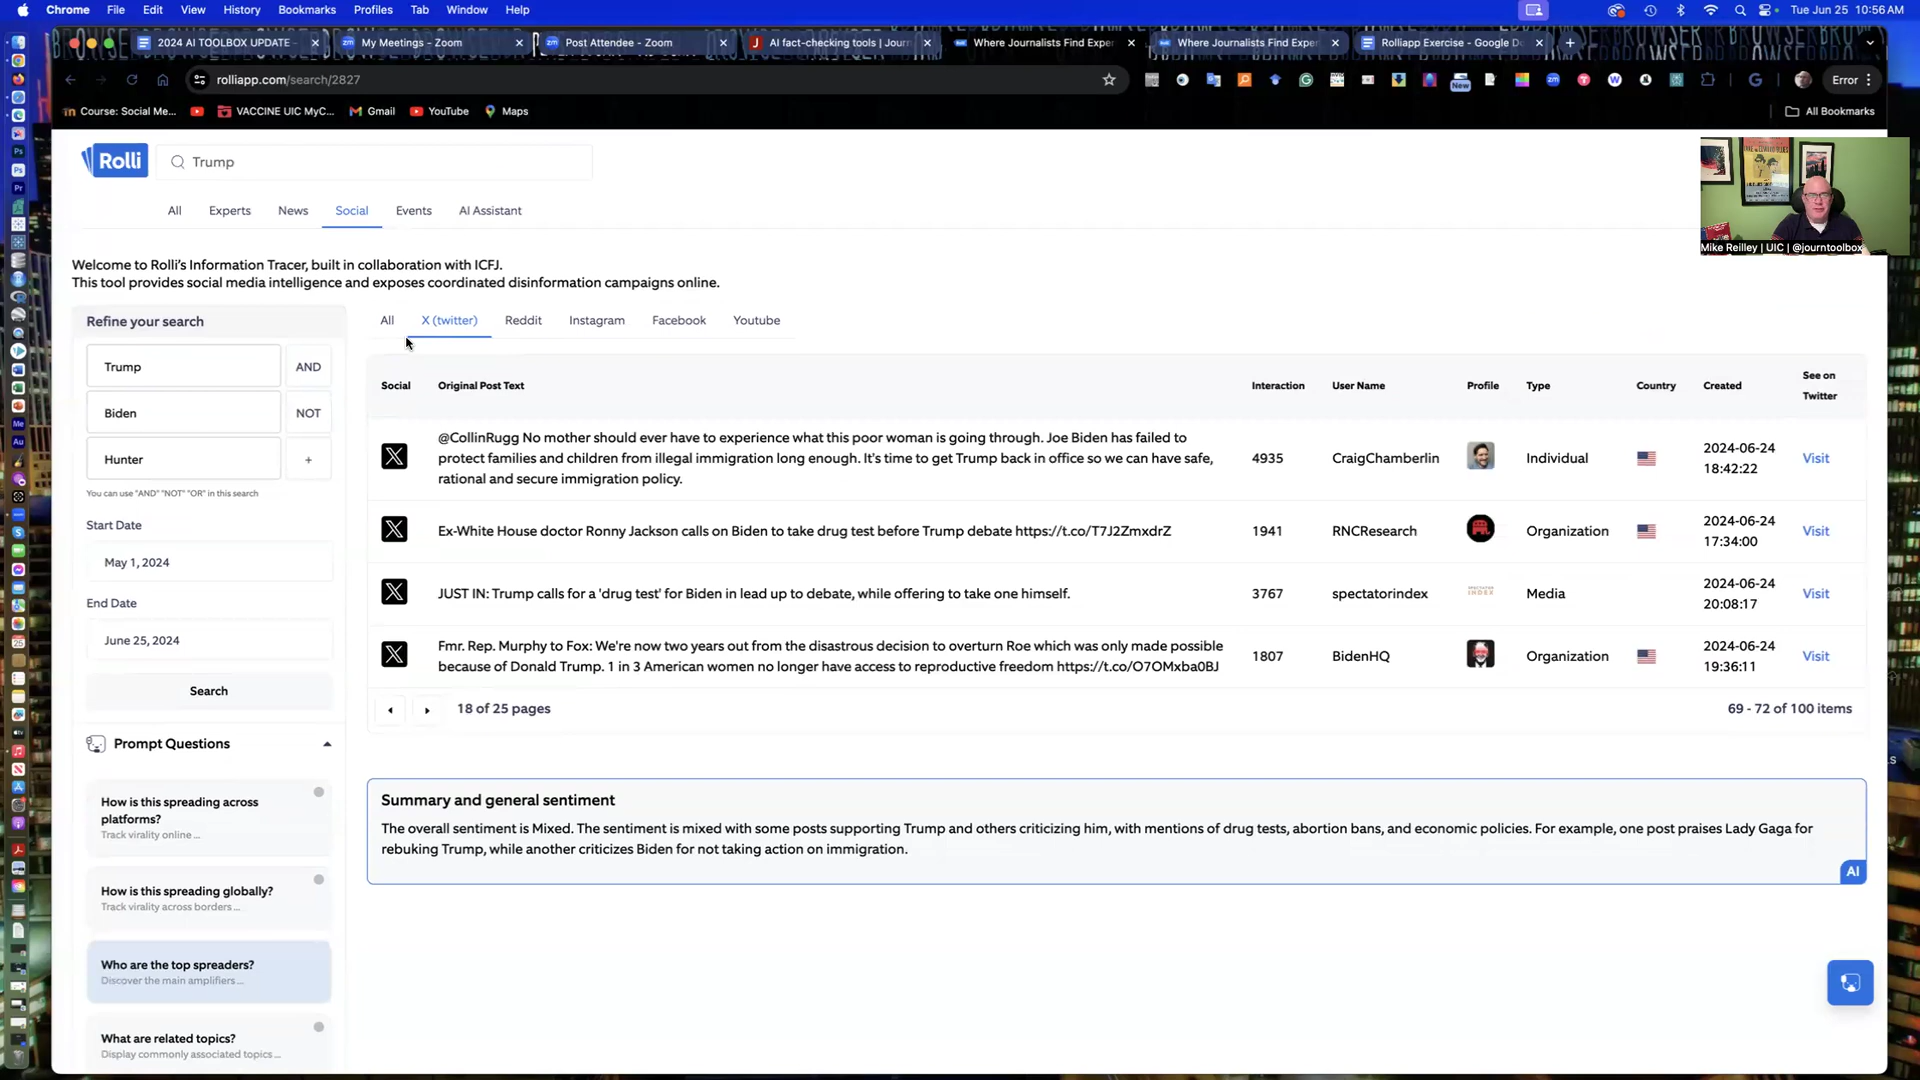 Chrome File Edit View History Bookmarks Profiles Tab Window Help Tue Jun 25 10:56 AM
2024 AI TOOLBOX UPDATE - My Meetings - Zoom Post Attendee - Zoom AI fact-checking tools | Journ Where Journalists Find Exper Where Journalists Find Exper Rolliapp Exercise - Google Do
rolliapp.com/search/2827 New Error
Course: Social Me... VACCINE UIC MyC... Gmail YouTube Maps All Bookmarks
Rolli Trump
All Experts News Social Events AI Assistant
Mike Reilley | UIC | @journtoolbox
Welcome to Rolli's Information Tracer, built in collaboration with ICFJ.
This tool provides social media intelligence and exposes coordinated disinformation campaigns online.
Refine your search
Trump AND
Biden NOT
Hunter +
You can use "AND" "NOT" "OR" in this search
Start Date
May 1, 2024
End Date
June 25, 2024
Search
Prompt Questions
How is this spreading across
platforms?
Track virality online ...
How is this spreading globally?
Track virality across borders ...
Who are the top spreaders?
Discover the main amplifiers ...
What are related topics?
Display commonly associated topics ...
All X (twitter) Reddit Instagram Facebook Youtube
Social Original Post Text Interaction User Name Profile Type Country Created See on
Twitter
@CollinRugg No mother should ever have to experience what this poor woman is going through. Joe Biden has failed to
protect families and children from illegal immigration long enough. It's time to get Trump back in office so we can have safe,
rational and secure immigration policy.
4935 CraigChamberlin Individual 2024-06-24
18:42:22 Visit
Ex-White House doctor Ronny Jackson calls on Biden to take drug test before Trump debate https://t.co/T7J2ZmxdrZ
1941 RNCResearch Organization 2024-06-24
17:34:00 Visit
JUST IN: Trump calls for a 'drug test' for Biden in lead up to debate, while offering to take one himself.
3767 spectatorindex INDEX Media 2024-06-24
20:08:17 Visit
Fmr. Rep. Murphy to Fox: We're now two years out from the disastrous decision to overturn Roe which was only made possible
because of Donald Trump. 1 in 3 American women no longer have access to reproductive freedom https://t.co/O7OMxba0BJ
1807 BidenHQ Organization 2024-06-24
19:36:11 Visit
18 of 25 pages 69 - 72 of 100 items
Summary and general sentiment
The overall sentiment is Mixed. The sentiment is mixed with some posts supporting Trump and others criticizing him, with mentions of drug tests, abortion bans, and economic policies. For example, one post praises Lady Gaga for
rebuking Trump, while another criticizes Biden for not taking action on immigration.
AI